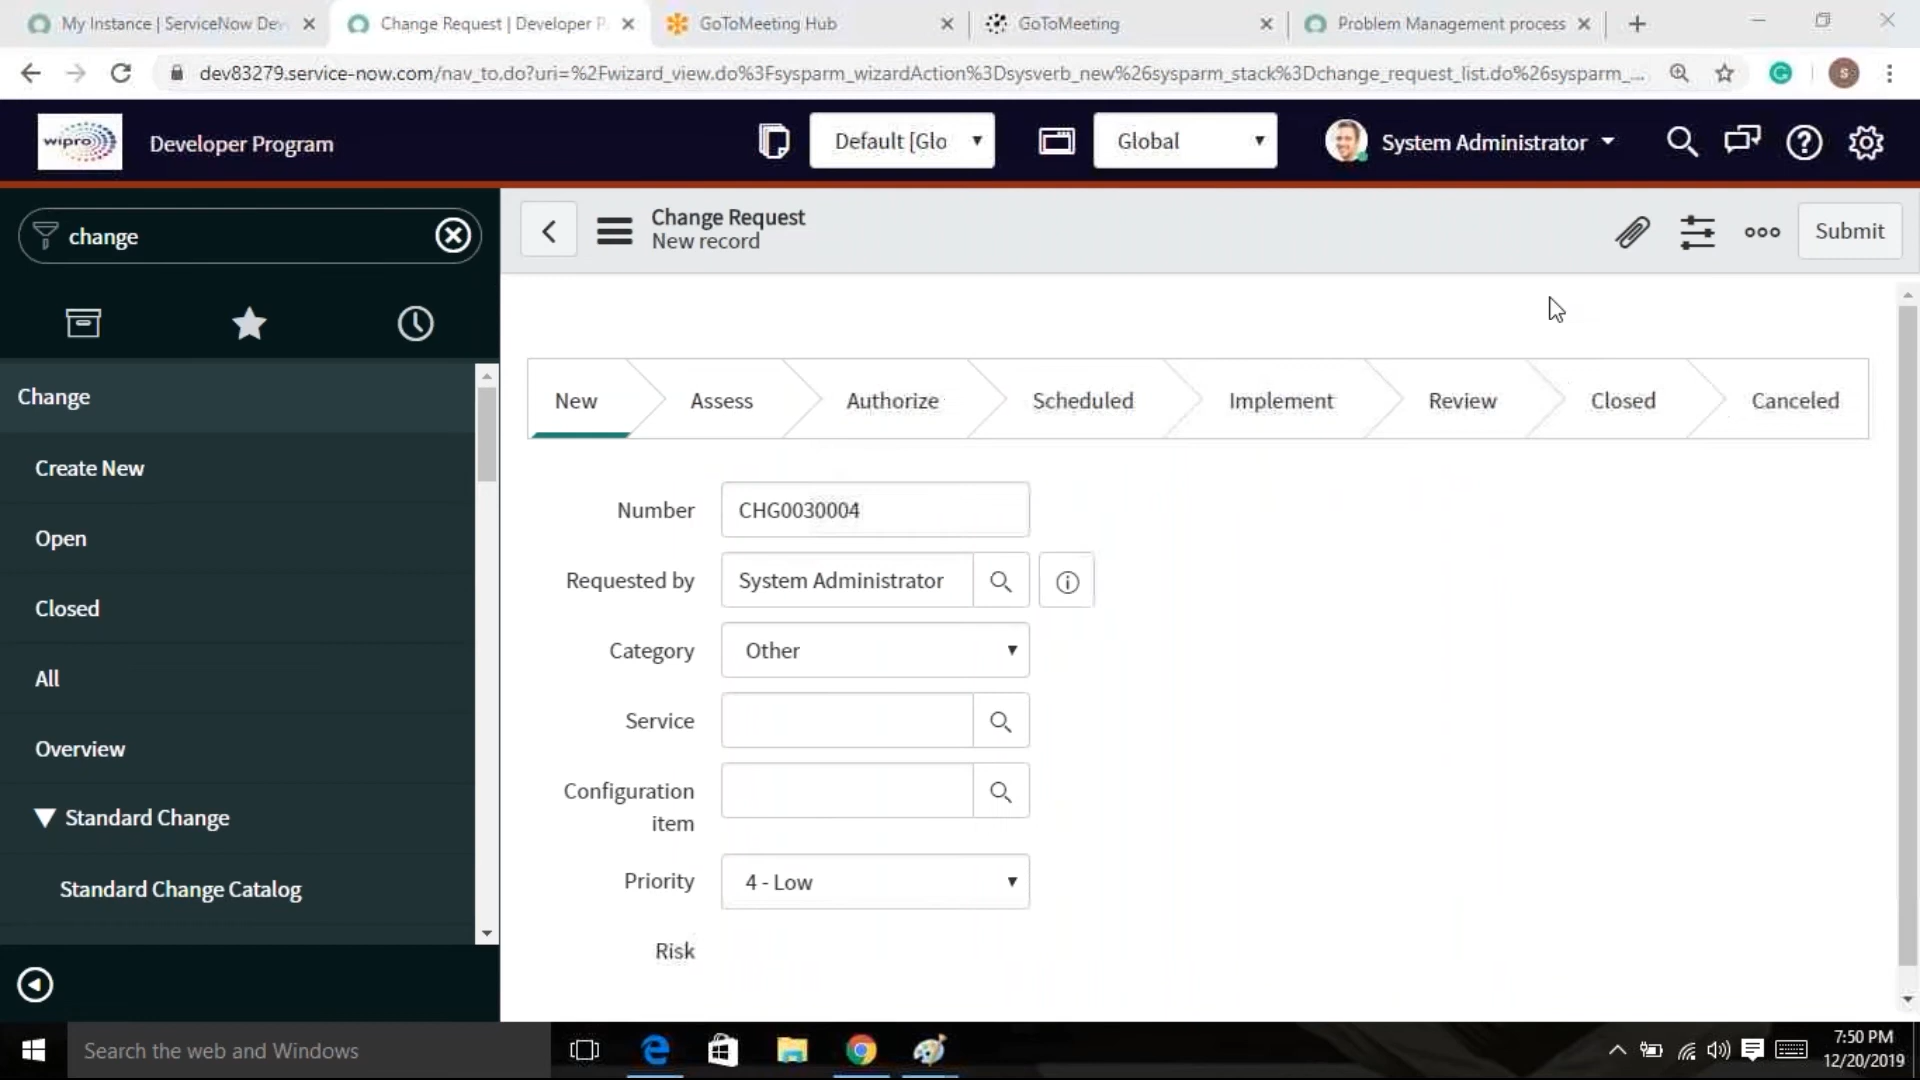 My Instance | ServiceNow Dev
Change Request | Developer P
GoToMeeting Hub
GoToMeeting
Problem Management process
dev83279.service-now.com/nav_to.do?uri=%2Fwizard_view.do%3Fsysparm_wizardAction%3Dsysverb_new%26sysparm_stack%3Dchange_request_list.do%26sysparm_...
S
wipro
Developer Program
Default [Glo
Global
System Administrator
change
Change Request
New record
Submit
Change
Create New
Open
Closed
All
Overview
Standard Change
Standard Change Catalog
New
Assess
Authorize
Scheduled
Implement
Review
Closed
Canceled
Number
CHG0030004
Requested by
System Administrator
Category
Other
Service
Configuration
item
Priority
4 - Low
Risk
Search the web and Windows
7:50 PM
12/20/2019